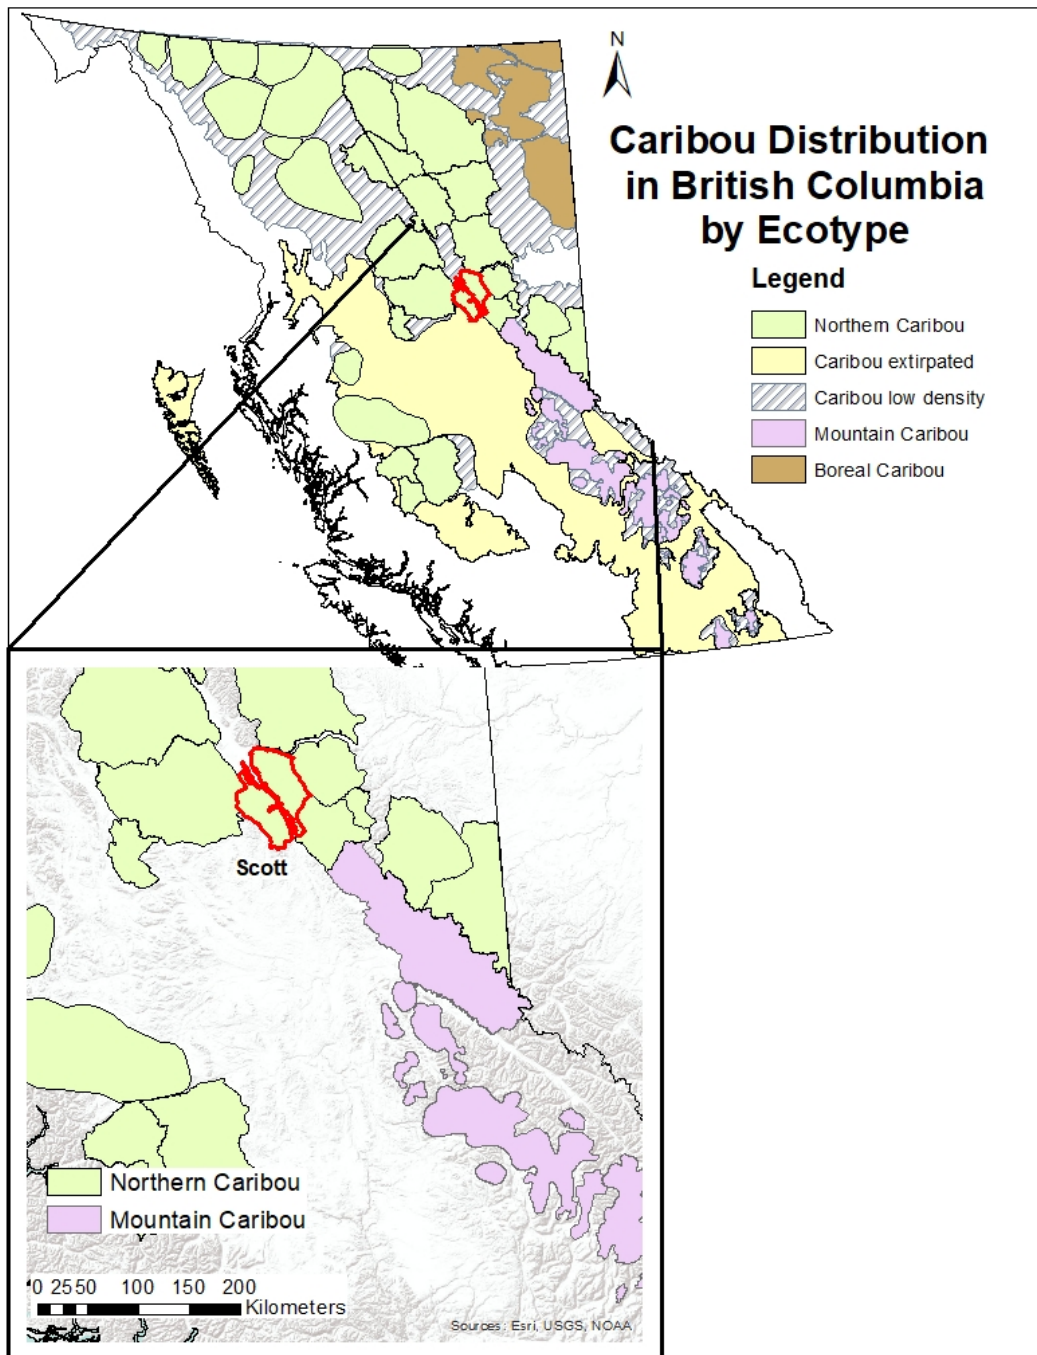 N
Caribou Distribution
in British Columbia
by Ecotype
Legend
Northern Caribou
Caribou extirpated
Caribou low density
Mountain Caribou
Boreal Caribou
Scott
Northern Caribou
Mountain Caribou
0 25 50 100 150 200
Kilometers
Sources: Esri, USGS, NOAA